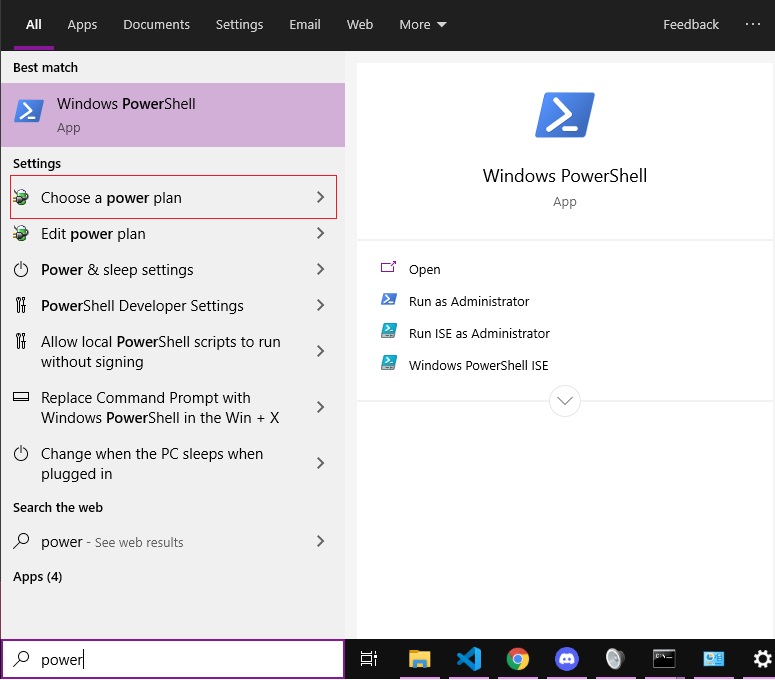 All Apps Documents Settings Email Web More Feedback ...
Best match
Windows PowerShell
App
Settings
Choose a power plan
Edit power plan
Power & sleep settings
PowerShell Developer Settings
Allow local PowerShell scripts to run
without signing
Replace Command Prompt with
Windows PowerShell in the Win + X
Change when the PC sleeps when
plugged in
Search the web
power - See web results
Apps (4)
power
Windows PowerShell
App
Open
Run as Administrator
Run ISE as Administrator
Windows PowerShell ISE